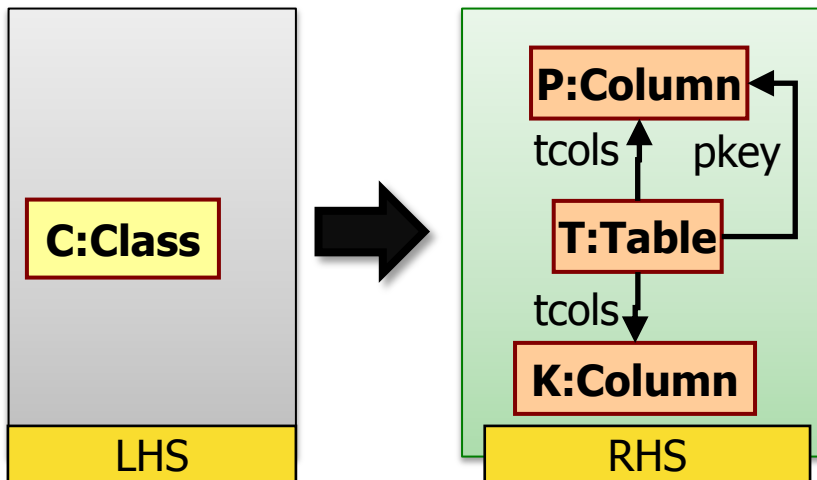 C:Class
LHS
P:Column
tcols
pkey
T:Table
tcols
K:Column
RHS